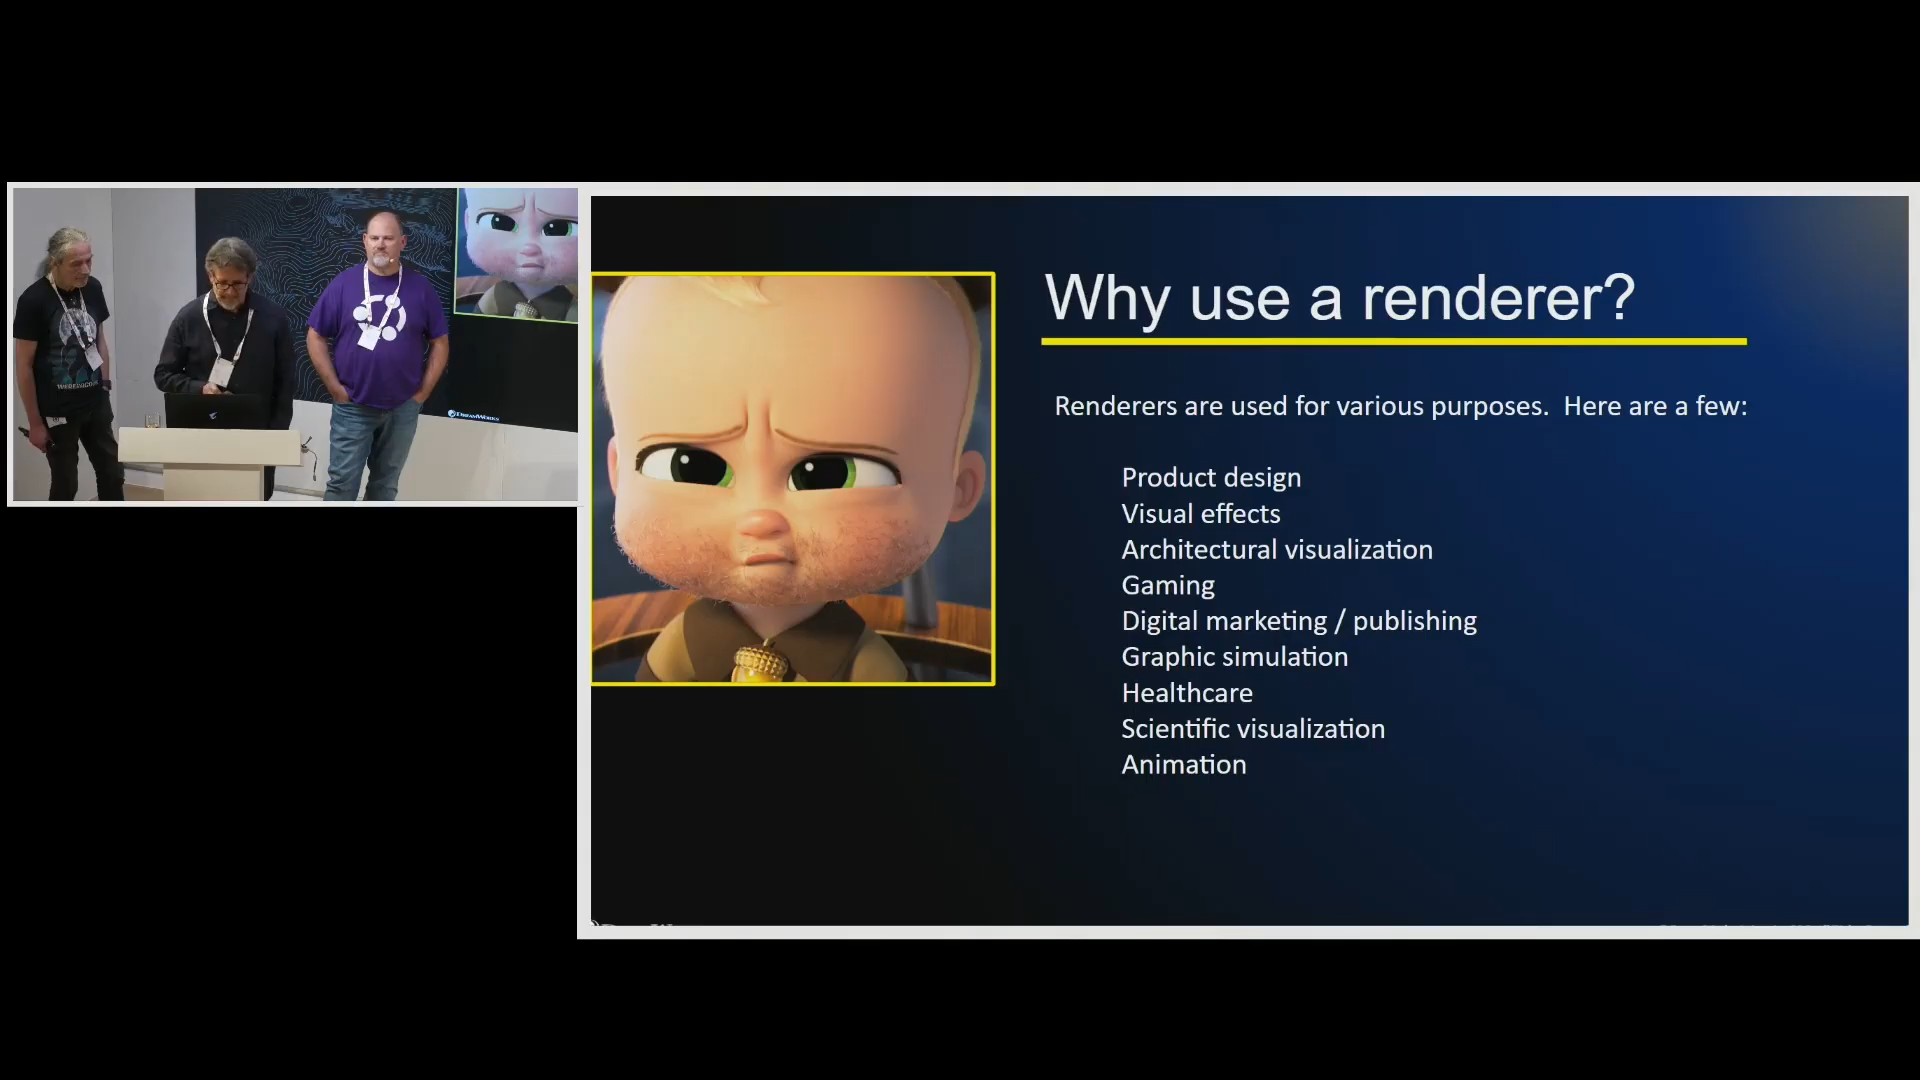 DREAMWORKS
Why use a renderer?
Renderers are used for various purposes.  Here are a few:
Product design
Visual effects
Architectural visualization
Gaming
Digital marketing / publishing
Graphic simulation
Healthcare
Scientific visualization
Animation